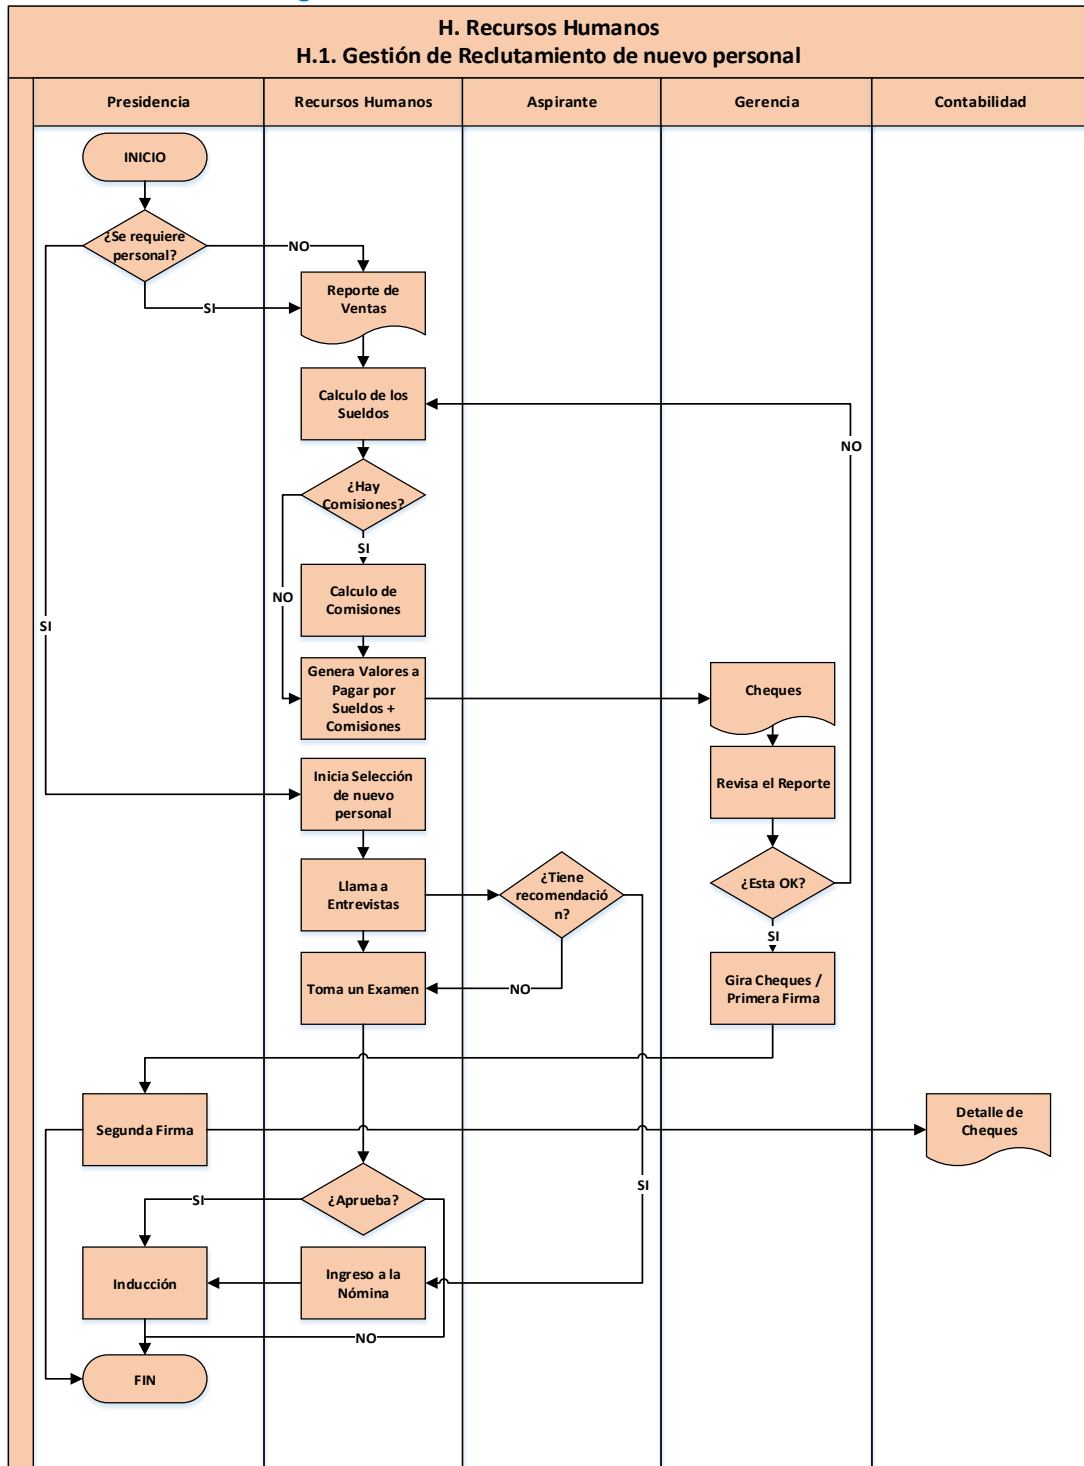 H. Recursos Humanos
H.1. Gestión de Reclutamiento de nuevo personal
Presidencia
Recursos Humanos
Aspirante
Gerencia
Contabilidad
INICIO
¿Se requiere
personal?
NO
SI
Reporte de
Ventas
Calculo de los
Sueldos
NO
¿Hay
Comisiones?
SI
NO
Calculo de
Comisiones
SI
Genera Valores a
Pagar por
Sueldos +
Comisiones
Cheques
Inicia Selección
de nuevo
personal
Revisa el Reporte
Llama a
Entrevistas
¿Tiene
recomendació
n?
¿Esta OK?
SI
Toma un Examen
NO
Gira Cheques /
Primera Firma
Segunda Firma
Detalle de
Cheques
SI
¿Aprueba?
SI
Inducción
Ingreso a la
Nómina
NO
FIN